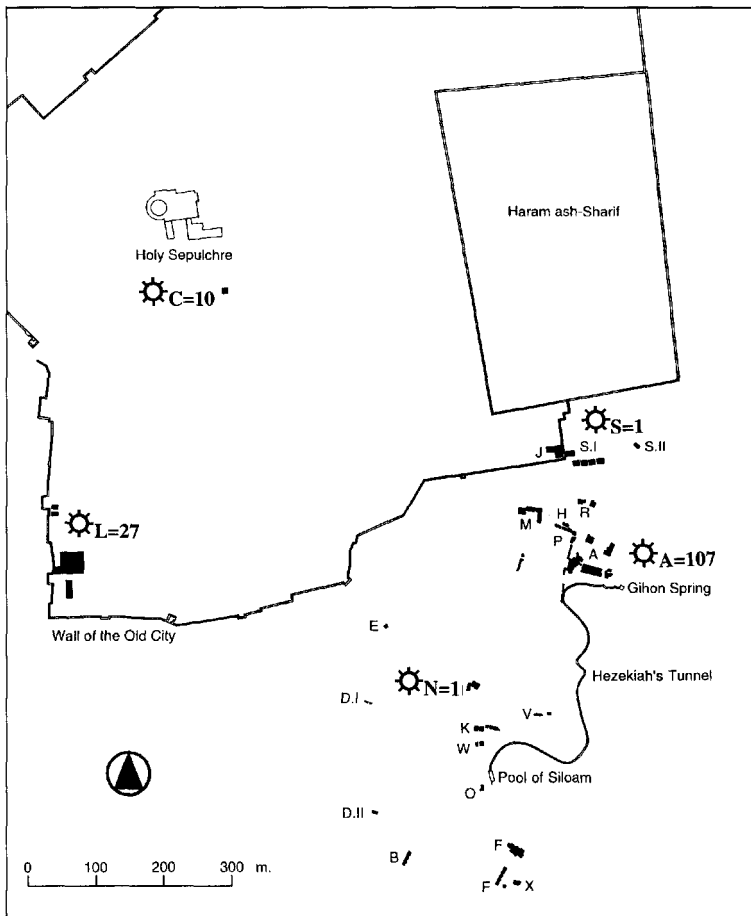 Haram ash-Sharif
Holy Sepulchre
C=10
S=1
J
S.I
S.II
L=27
M
H
R
P
A
A=107
j
Gihon Spring
Wall of the Old City
E
Hezekiah's Tunnel
N=1
D.I
V
K
W
Pool of Siloam
O
D.II
B
F
F
X
0 100 200 300 m.